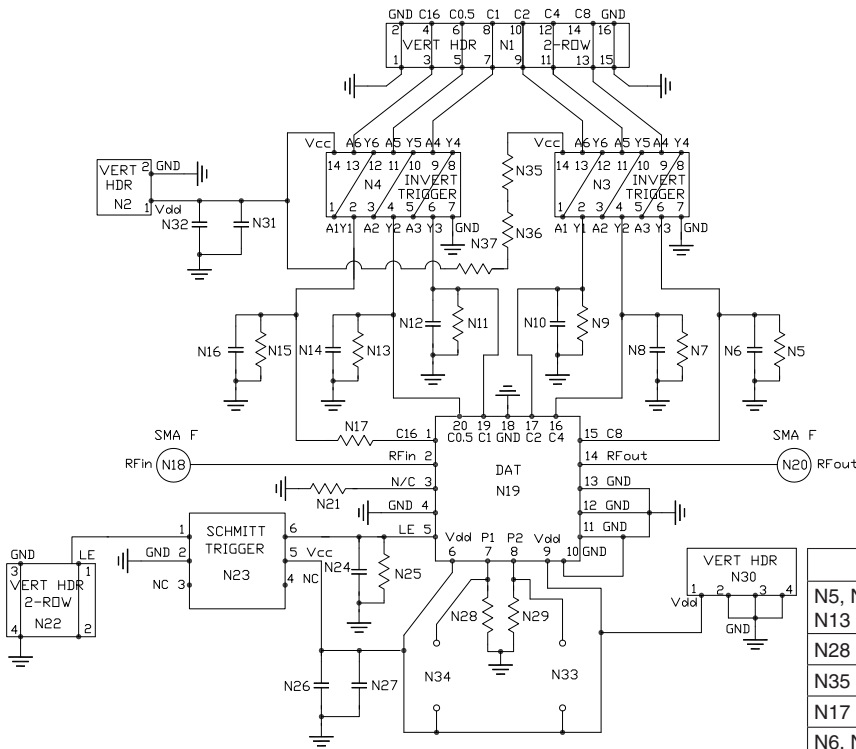 GND C16 C0.5 C1 C2 C4 C8 GND
2 4 6 8 10 12 14 16
VERT HDR N1 2-ROW
1 3 5 7 9 11 13 15
Vcc A6 Y6 A5 Y5 A4 Y4
14 13 12 11 10 9 8
N4 INVERT
TRIGGER
1 2 3 4 5 6 7
A1 Y1 A2 Y2 A3 Y3 GND
Vcc A6 Y6 A5 Y5 A4 Y4
14 13 12 11 10 9 8
N3 INVERT
TRIGGER
1 2 3 4 5 6 7
A1 Y1 A2 Y2 A3 Y3 GND
VERT 2 GND
HDR
N2 1 Vdd
N32 N31
N35
N36
N37
N16 N15 N14 N13 N12 N11 N10 N9 N8 N7 N6 N5
20 19 18 17 16
C0.5 C1 GND C2 C4
N17 C16 1
15 C8
SMA F
RFin N18 RFin 2
14 RFout
SMA F
N20 RFout
DAT
N19
N21 N/C 3
13 GND
GND 4
12 GND
LE 5
11 GND
Vdd P1 P2 Vdd
6 7 8 9 10 GND
1 SCHMITT 6
TRIGGER
GND 2 5 Vcc
N23
NC 3 4 NC
N24 N25
GND LE
3 1
VERT HDR
2-ROW
4 N22 2
N26 N27
N28 N29
N34 N33
VERT HDR
N30
1 2 3 4
Vdd
GND
N5, N
N13
N28
N35
N17
N6, N